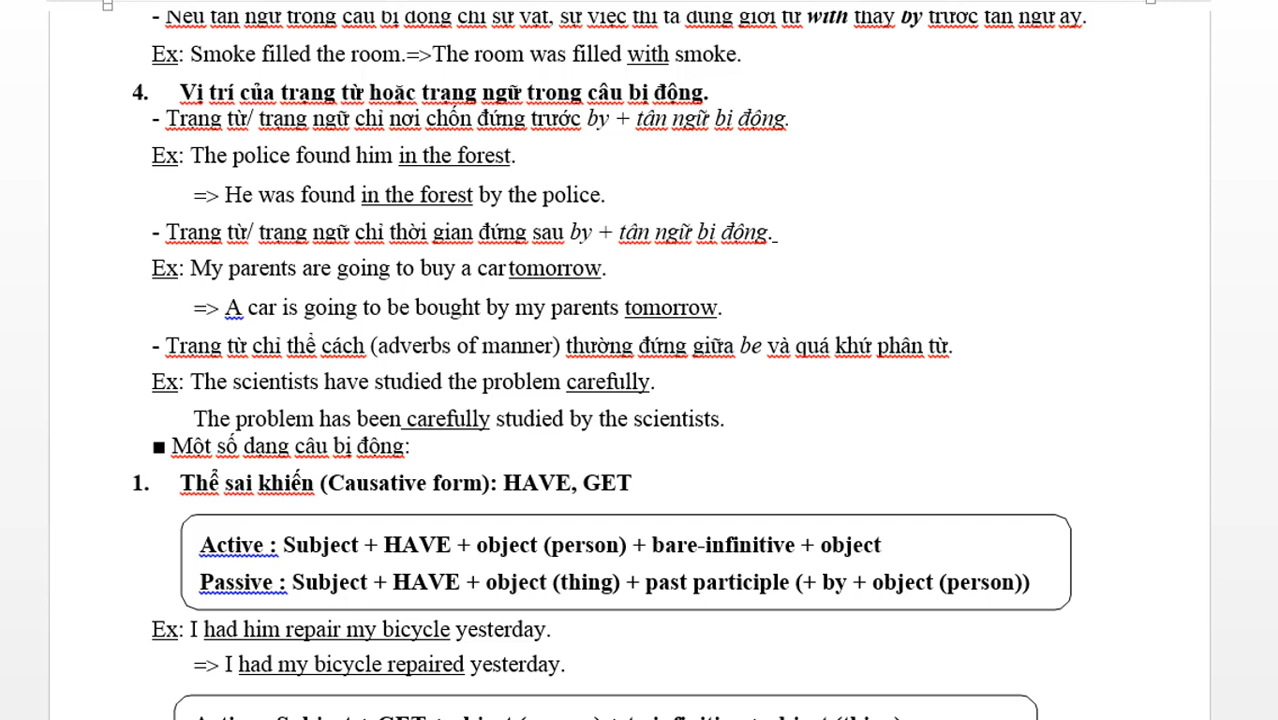 - Nếu tân ngữ trong câu bị động chỉ sự vật, sự việc thì ta dùng giới từ with thay by trước tân ngữ ấy.
Ex: Smoke filled the room.=>The room was filled with smoke.
4. Vị trí của trạng từ hoặc trạng ngữ trong câu bị động.
- Trạng từ/ trạng ngữ chỉ nơi chốn đứng trước by + tân ngữ bị động.
Ex: The police found him in the forest.
=> He was found in the forest by the police.
- Trạng từ/ trạng ngữ chỉ thời gian đứng sau by + tân ngữ bị động.
Ex: My parents are going to buy a car tomorrow.
=> A car is going to be bought by my parents tomorrow.
- Trạng từ chỉ thể cách (adverbs of manner) thường đứng giữa be và quá khứ phân từ.
Ex: The scientists have studied the problem carefully.
The problem has been carefully studied by the scientists.
■ Một số dạng câu bị động:
1. Thể sai khiến (Causative form): HAVE, GET
Active : Subject + HAVE + object (person) + bare-infinitive + object
Passive : Subject + HAVE + object (thing) + past participle (+ by + object (person))
Ex: I had him repair my bicycle yesterday.
=> I had my bicycle repaired yesterday.